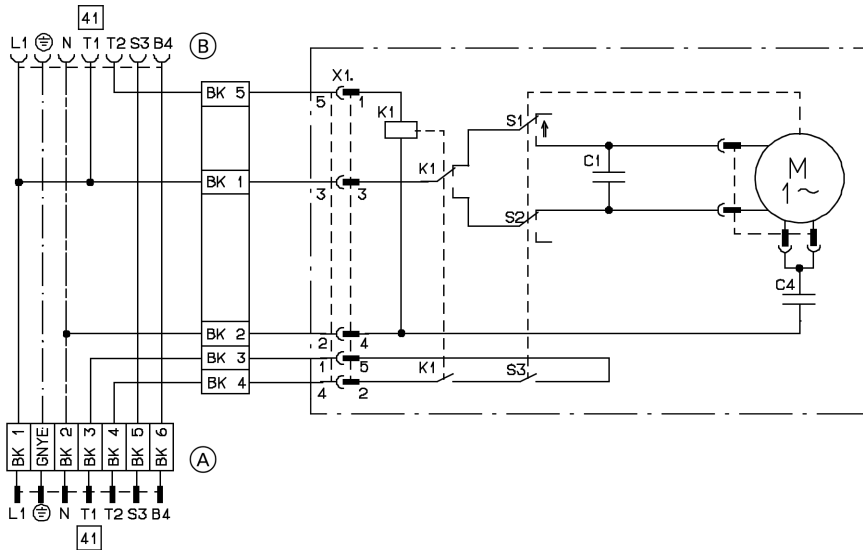 41
L1 N T1 T2 S3 B4 B
BK 5
X1.
5 1
K1
S1
C1
M
1~
BK 1
3 3
K1
S2
C4
BK 2
2 4
BK 3
1 5
K1 S3
BK 4
4 2
BK 1 GNYE BK 2 BK 3 BK 4 BK 5 BK 6 A
L1 N T1 T2 S3 B4
41